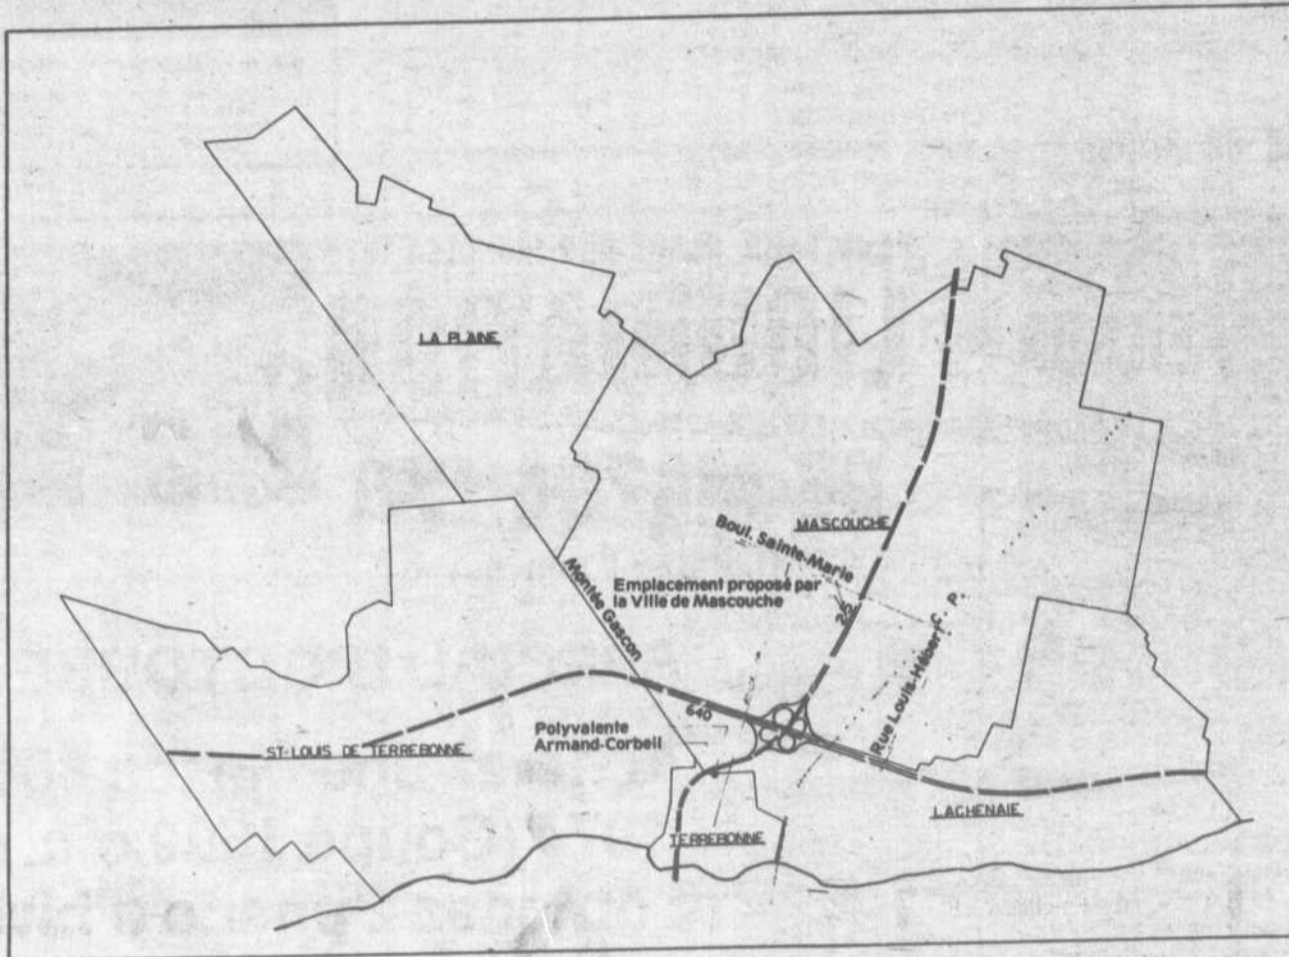 LA PLAINE
MASCOUCHE
Boul. Sainte-Marie
Montée Gascon
Emplacement proposé par
la Ville de Mascouche
25
C. P.
Rue Louis-Hébert
640
Polyvalente
Armand-Corbeil
ST-LOUIS DE TERREBONNE
LACHENAIE
TERREBONNE